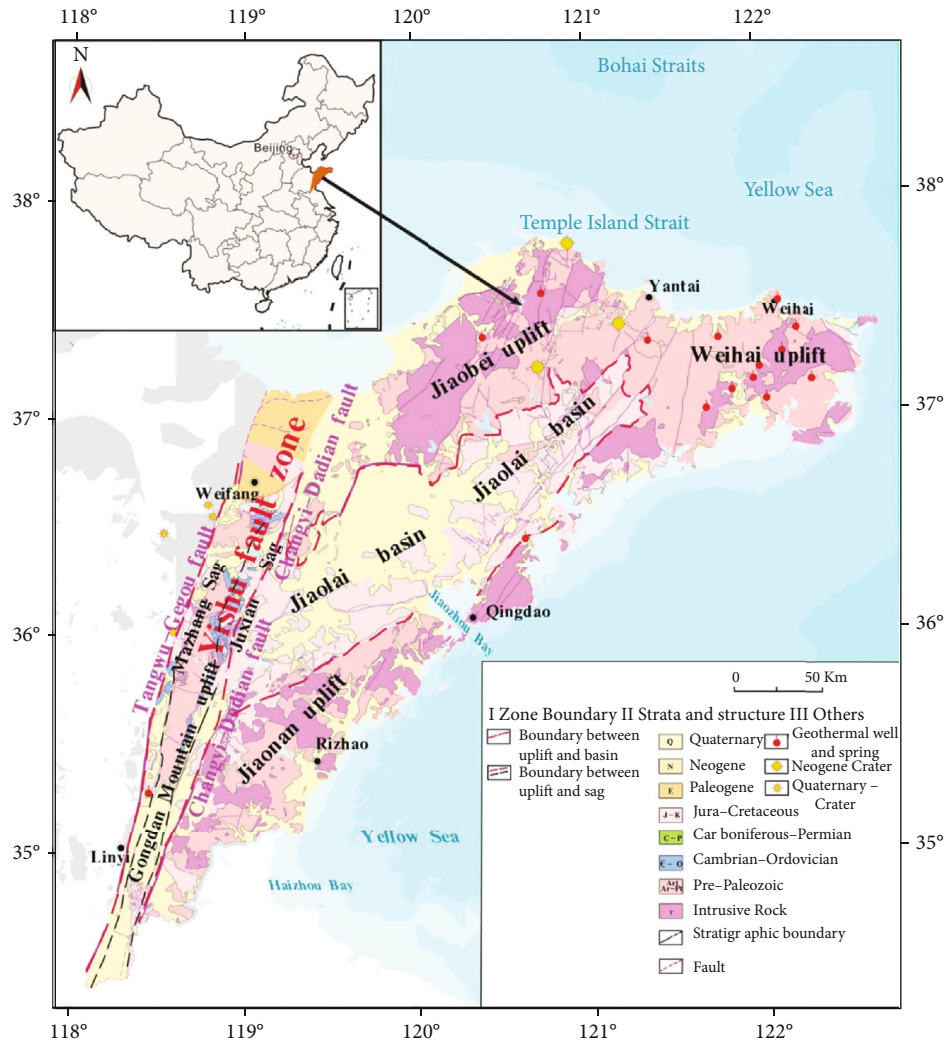 118°
119°
120°
121°
122°
N
Beijing
Bohai Straits
Yellow Sea
38°
38°
Temple Island Strait
Yantai
Weihai
Jiaobei uplift
Weihai uplift
37°
37°
Jiaolai basin
Changyi Dadian fault
Yishu fault zone
Weifang
Tangwu-Gegou fault
Mazhang Sag
Juxian Sag
Jiaolai basin
36°
36°
Jiaozhou Bay
Qingdao
Gongdan Mountain uplift
Changyi-Dadian fault
Jiaonan uplift
Rizhao
35°
35°
Linyi
Yellow Sea
Haizhou Bay
0 50 Km
I Zone Boundary II Strata and structure III Others
Boundary between
uplift and basin
Boundary between
uplift and sag
Q Quaternary
N Neogene
E Paleogene
J-K Jura–Cretaceous
C-P Car boniferous–Permian
Є-O Cambrian–Ordovician
Pre–Paleozoic
γ Intrusive Rock
Stratigr aphic boundary
Fault
Geothermal well
and spring
Neogene Crater
Quaternary –
Crater
118°
119°
120°
121°
122°